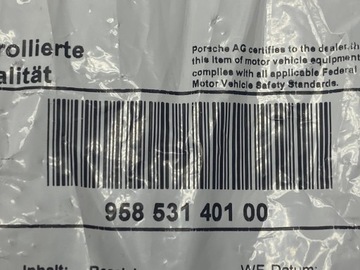 rollierte
alität
Porsche AG certifies to the dealer, th
this item of motor vehicle equipment
complies with all applicable Federal
Motor Vehicle Safety Standards.
958 531 401 00
Inhalt:
WE-Datum: